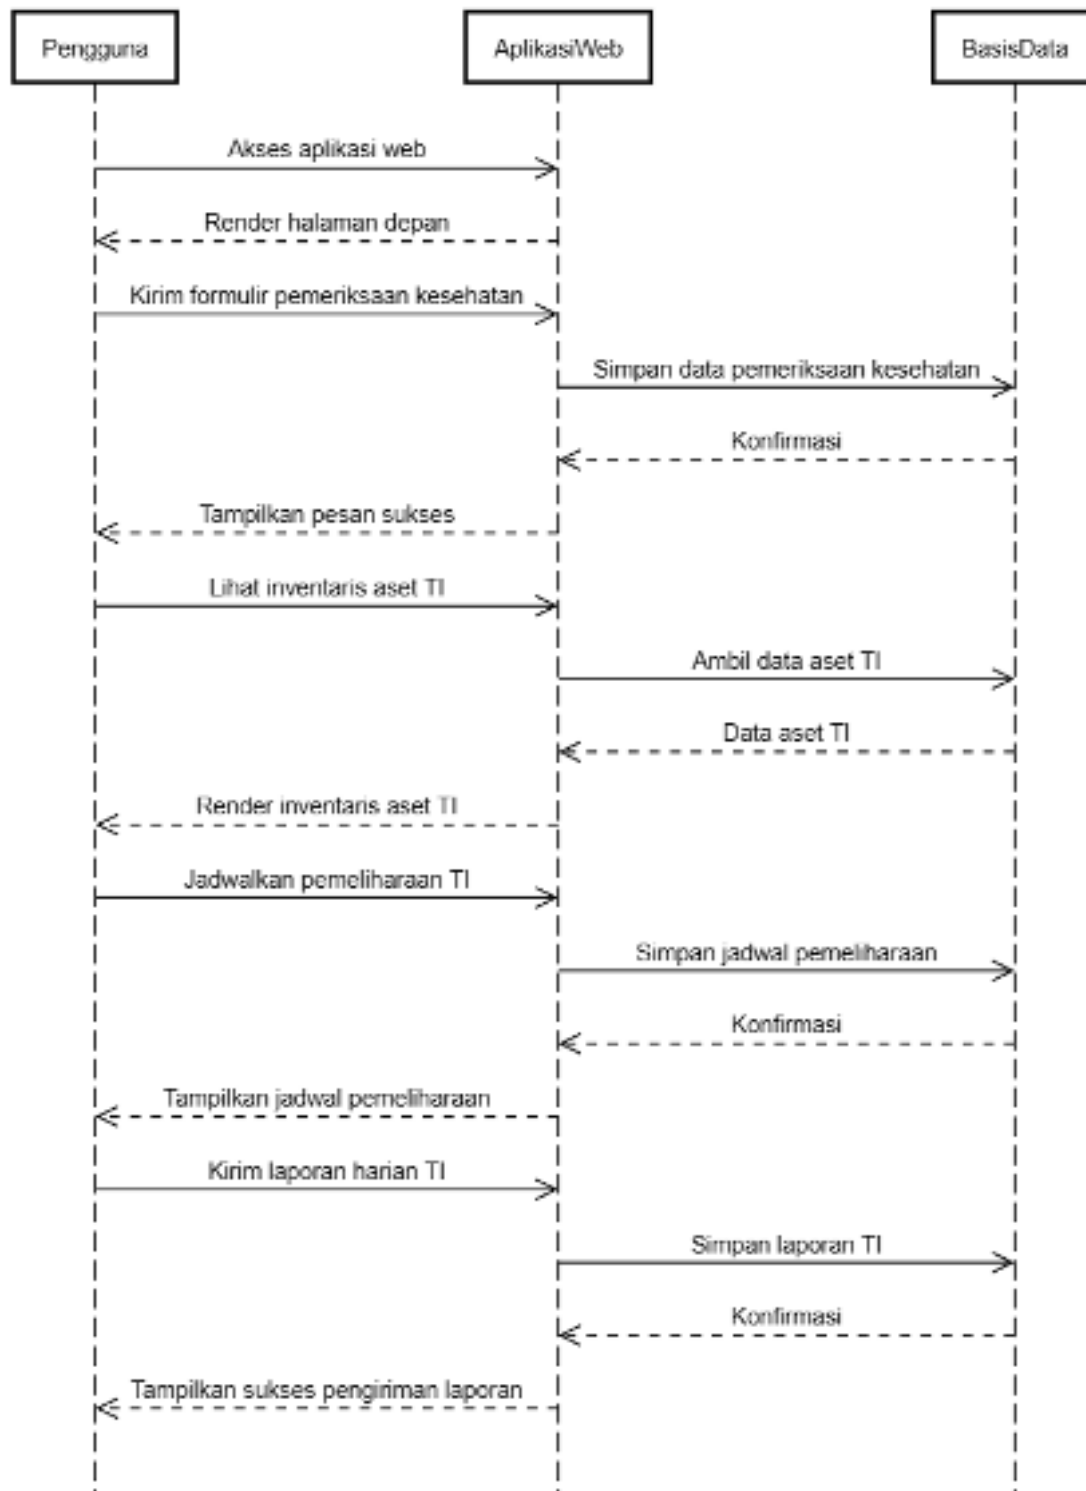 Pengguna
AplikasiWeb
BasisData
Akses aplikasi web
Render halaman depan
Kirim formulir pemeriksaan kesehatan
Simpan data pemeriksaan kesehatan
Konfirmasi
Tampilkan pesan sukses
Lihat inventaris aset TI
Ambil data aset TI
Data aset TI
Render inventaris aset TI
Jadwalkan pemeliharaan TI
Simpan jadwal pemeliharaan
Konfirmasi
Tampilkan jadwal pemeliharaan
Kirim laporan harian TI
Simpan laporan TI
Konfirmasi
Tampilkan sukses pengiriman laporan